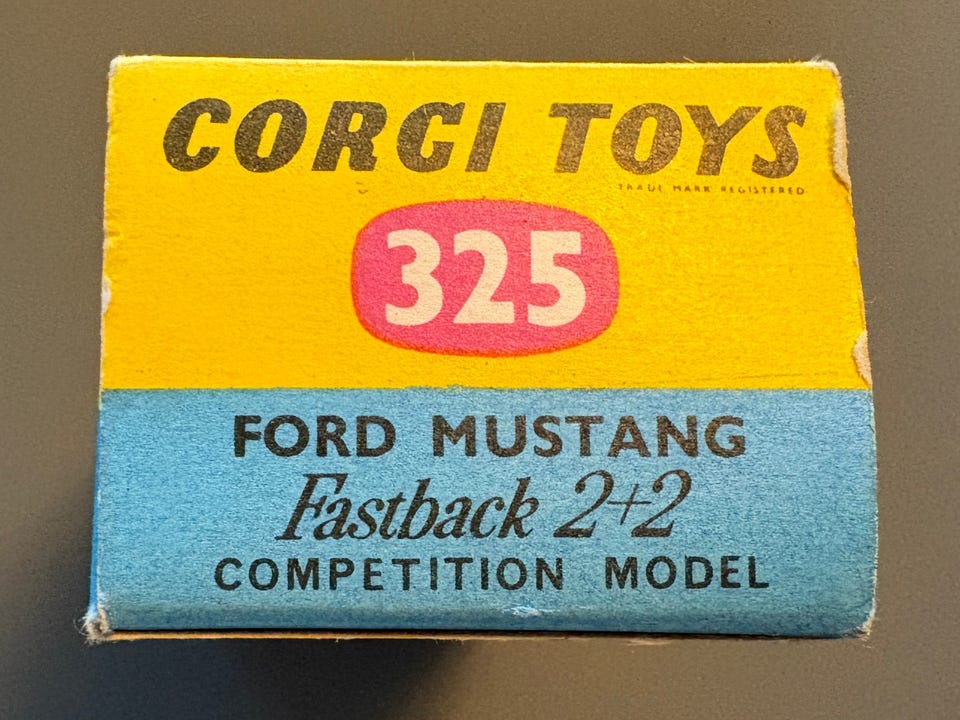 CORGI TOYS
TRADE MARK REGISTERED
325
FORD MUSTANG
Fastback 2+2
COMPETITION MODEL